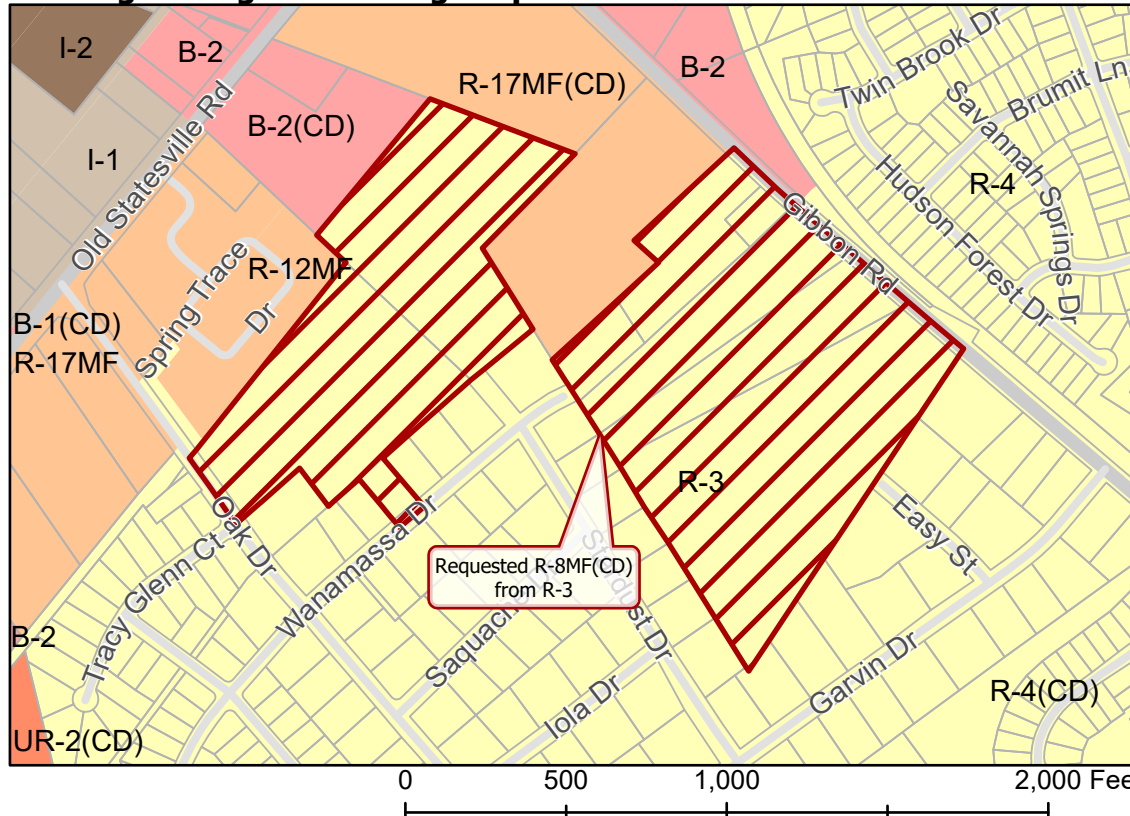 I-2
B-2
B-2
R-17MF(CD)
Twin Brook Dr
Brumit Ln
B-2(CD)
Savannah Springs Dr
I-1
Old Statesville Rd
Hudson Forest Dr
R-4
Gibbon Rd
R-12MF
Spring Trace
Dr
B-1(CD)
R-17MF
R-3
Oak Dr
Easy St
Requested R-8MF(CD)
from R-3
Wanamassa Dr
Tracy Glenn Ct
B-2
Garvin Dr
Iola Dr
R-4(CD)
UR-2(CD)
0 500 1,000 2,000 Fee